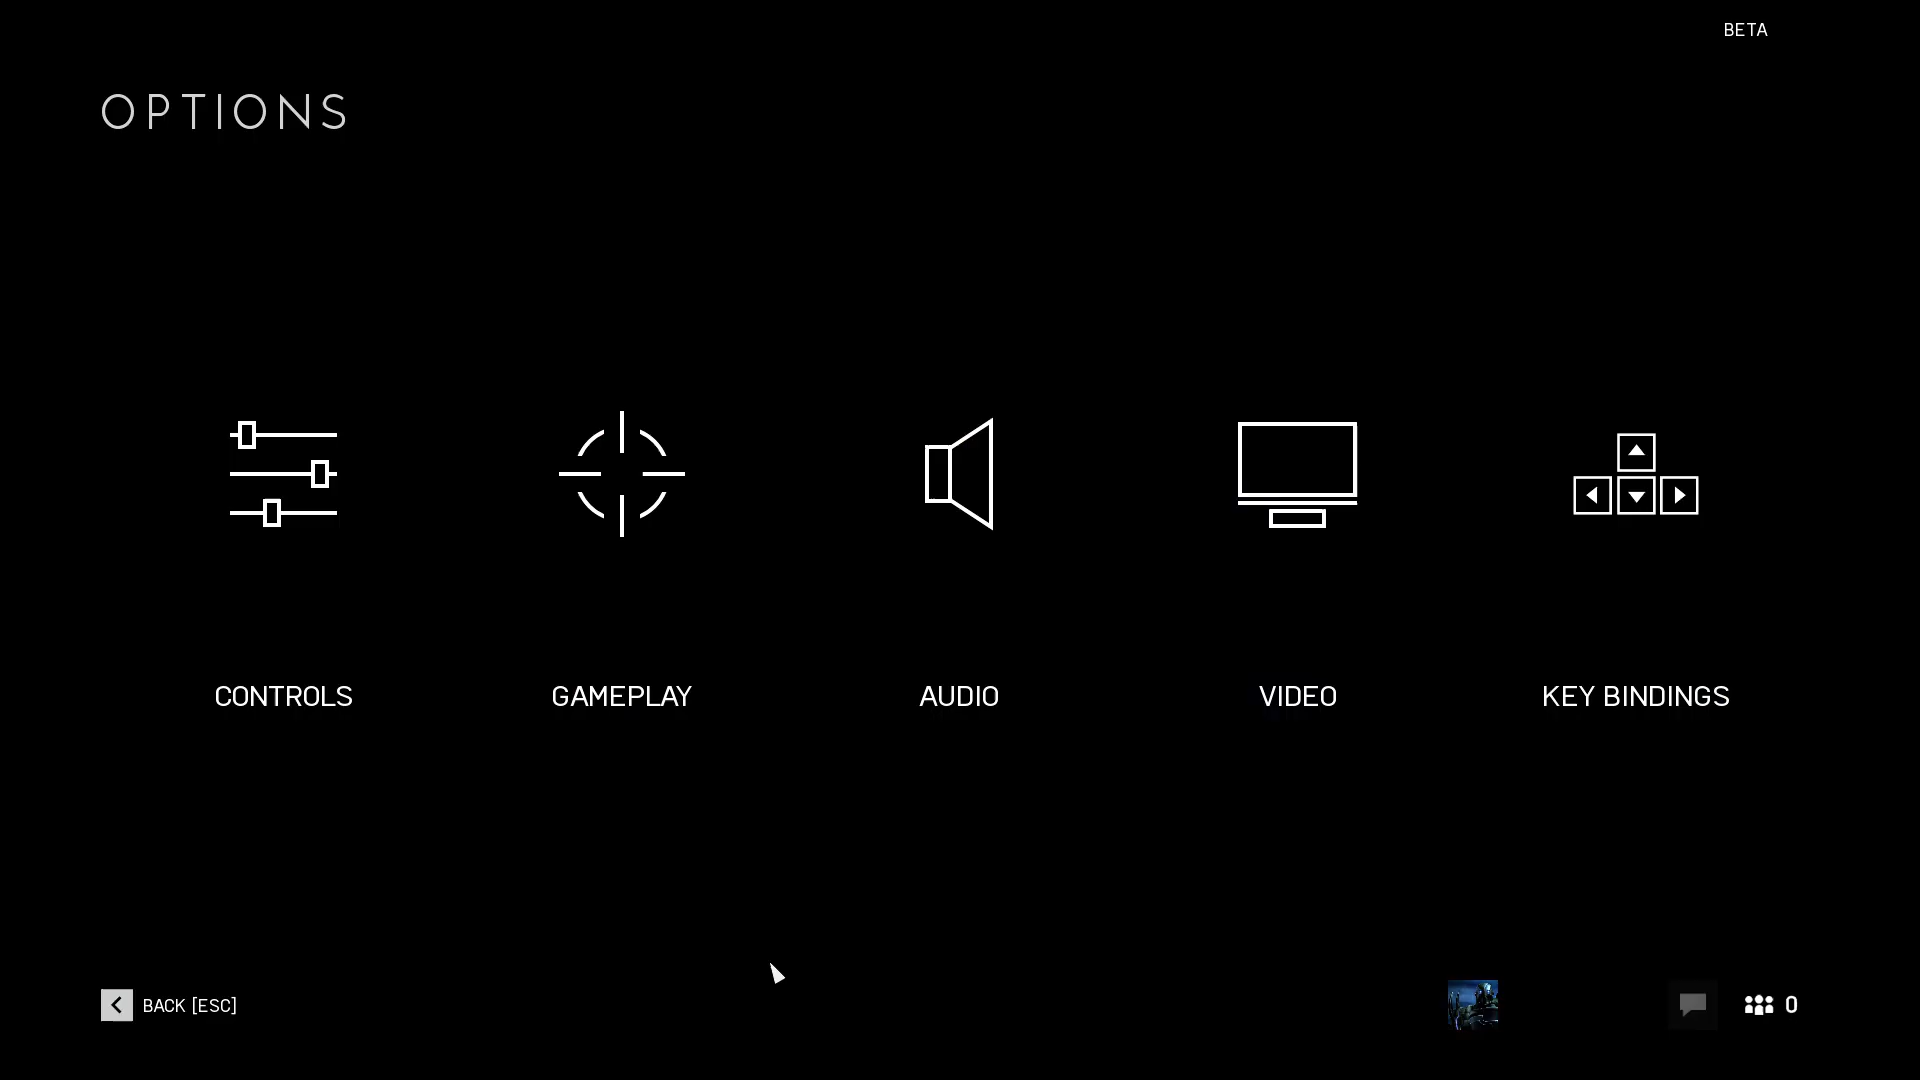 BETA
OPTIONS
CONTROLS
GAMEPLAY
AUDIO
VIDEO
KEY BINDINGS
BACK [ESC]
0